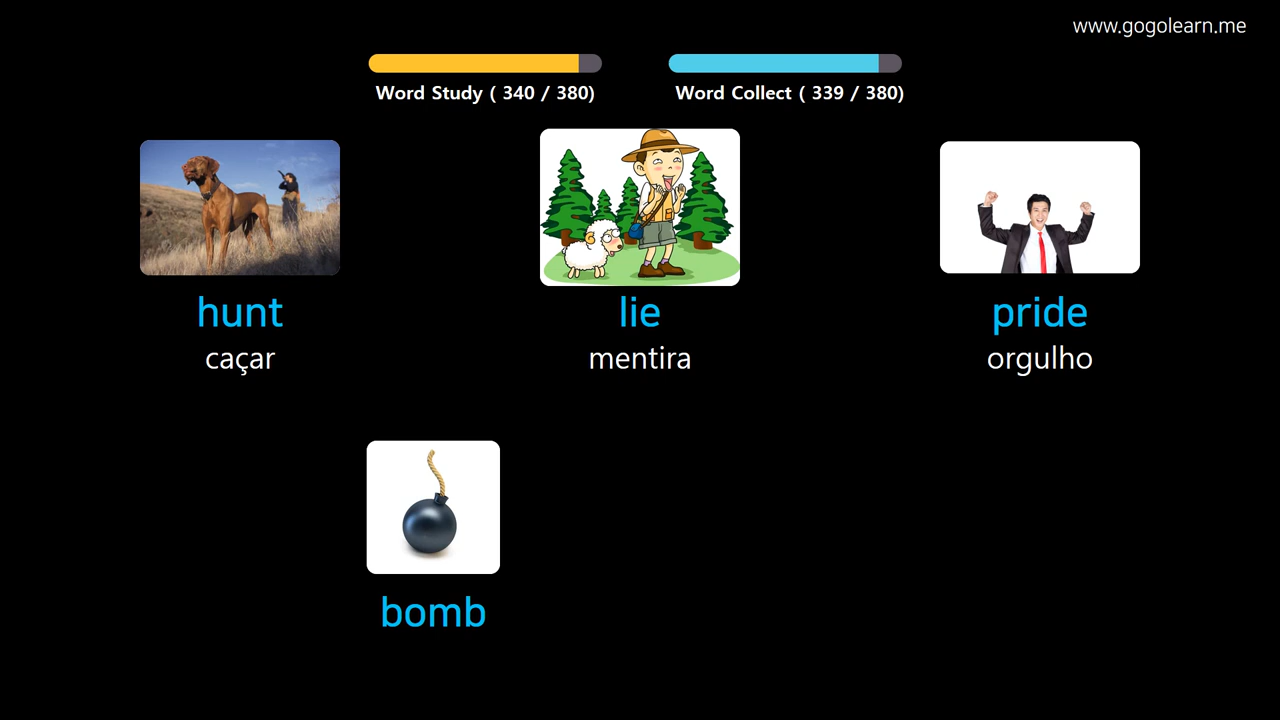 www.gogolearn.me
Word Study ( 340 / 380)
Word Collect ( 339 / 380)
hunt
caçar
lie
mentira
pride
orgulho
bomb